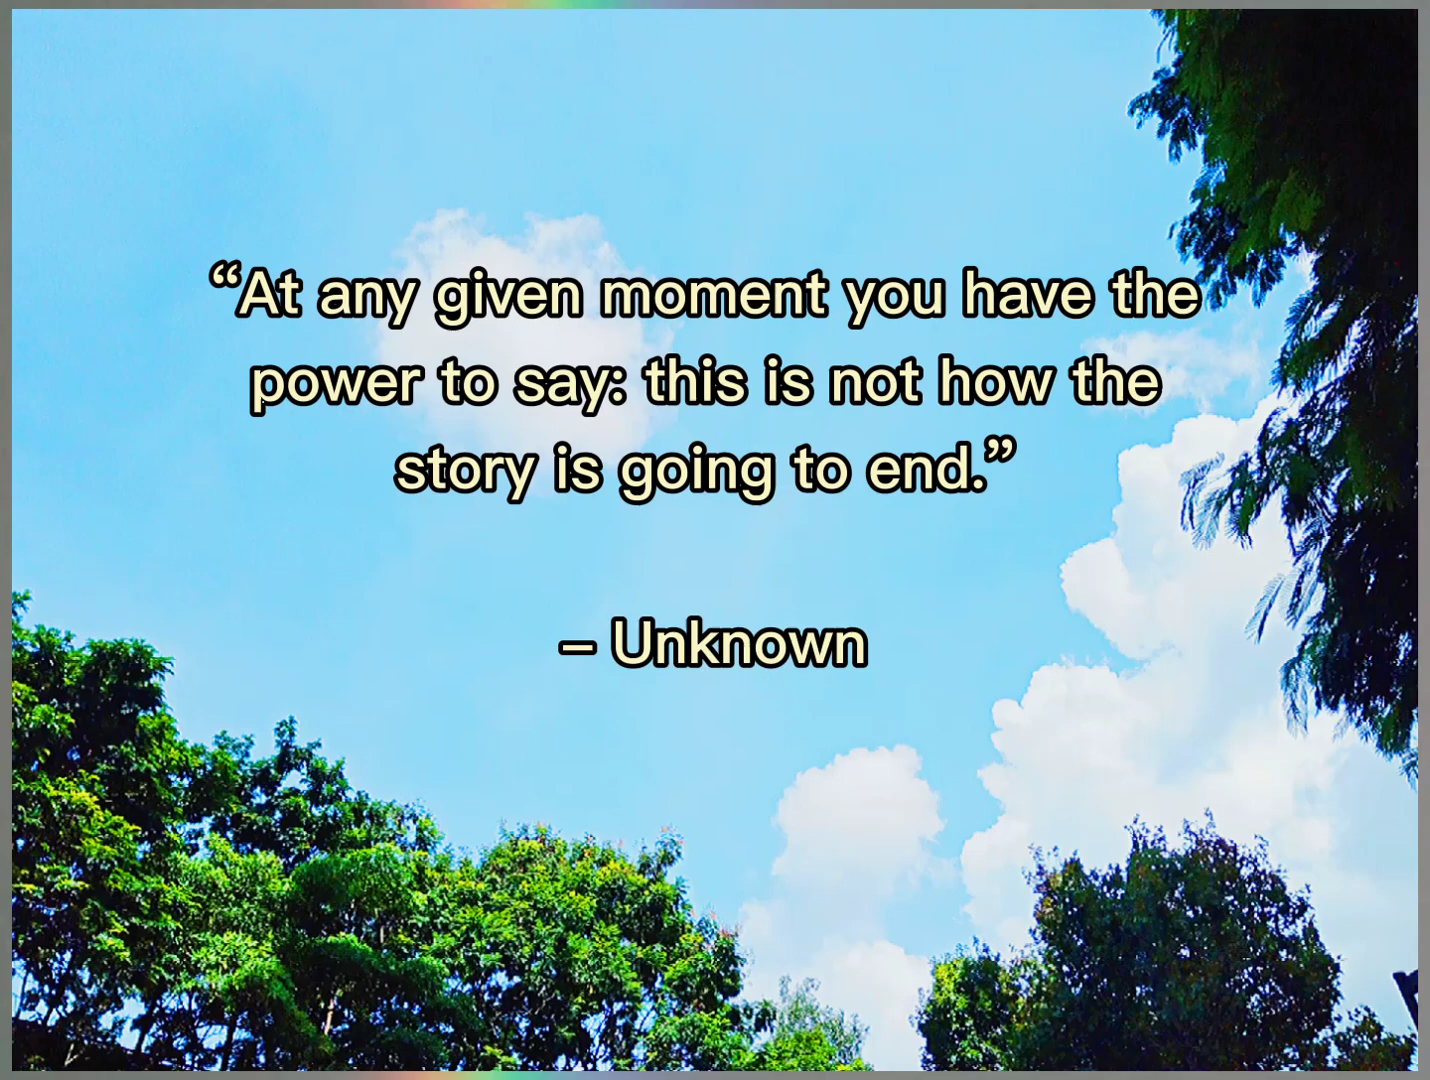 “At any given moment you have the
power to say: this is not how the
story is going to end.”
– Unknown